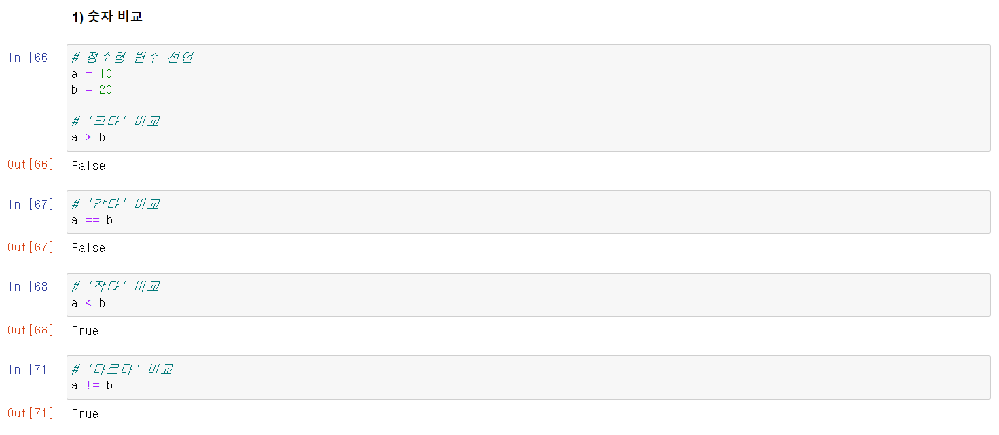 1) 숫자 비교
In [66]: # 정수형 변수 선언
a = 10
b = 20
# '크다' 비교
a > b
Out[66]: False
In [67]: # '같다' 비교
a == b
Out[67]: False
In [68]: # '작다' 비교
a < b
Out[68]: True
In [71]: # '다르다' 비교
a != b
Out[71]: True